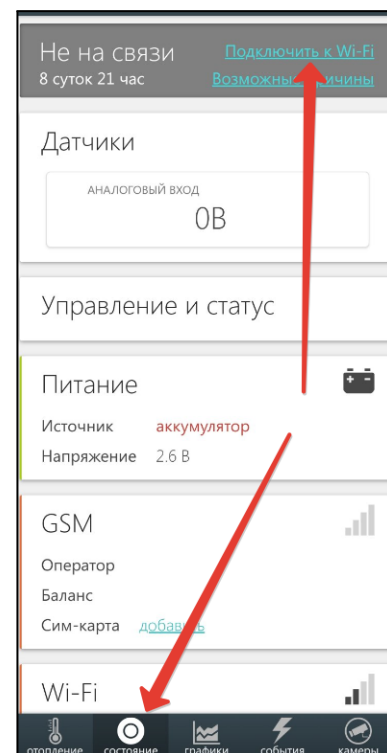 Не на связи Подключить к Wi-Fi
8 суток 21 час Возможные причины
Датчики
АНАЛОГОВЫЙ ВХОД
0В
Управление и статус
Питание
Источник аккумулятор
Напряжение 2.6 В
GSM
Оператор
Баланс
Сим-карта добавить
Wi-Fi
отопление состояние графики события камеры